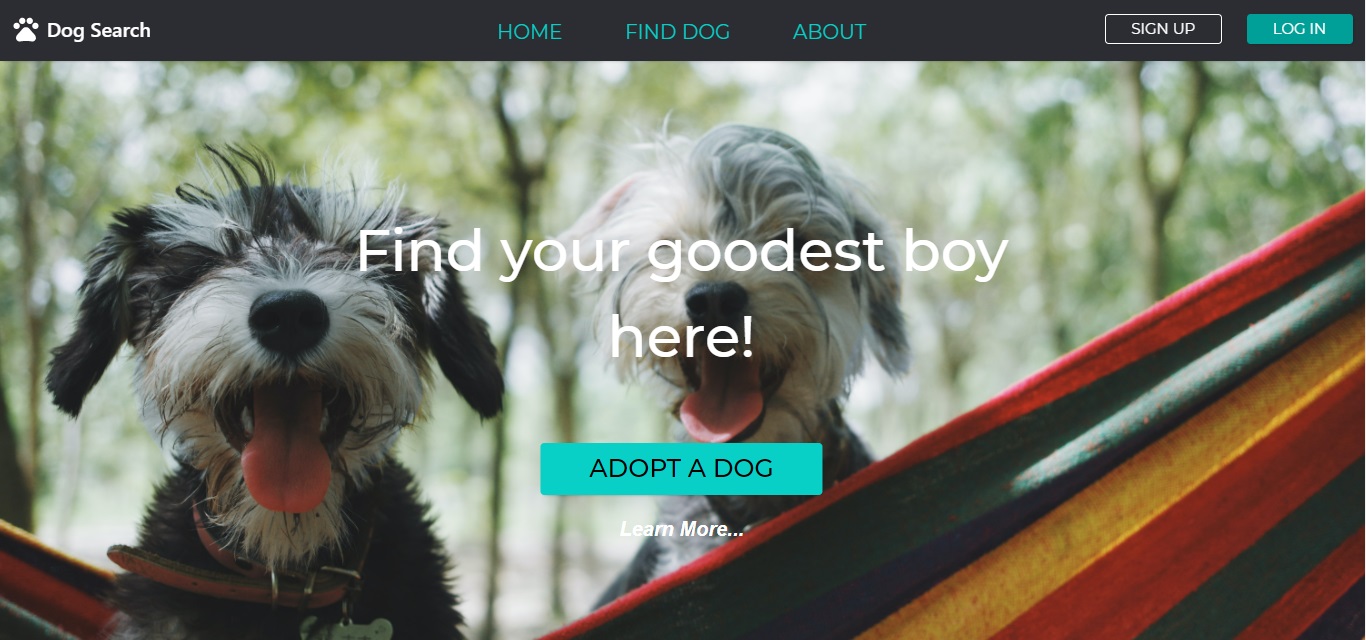 Dog Search
HOME
FIND DOG
ABOUT
SIGN UP
LOG IN
Find your goodest boy
here!
ADOPT A DOG
Learn More...